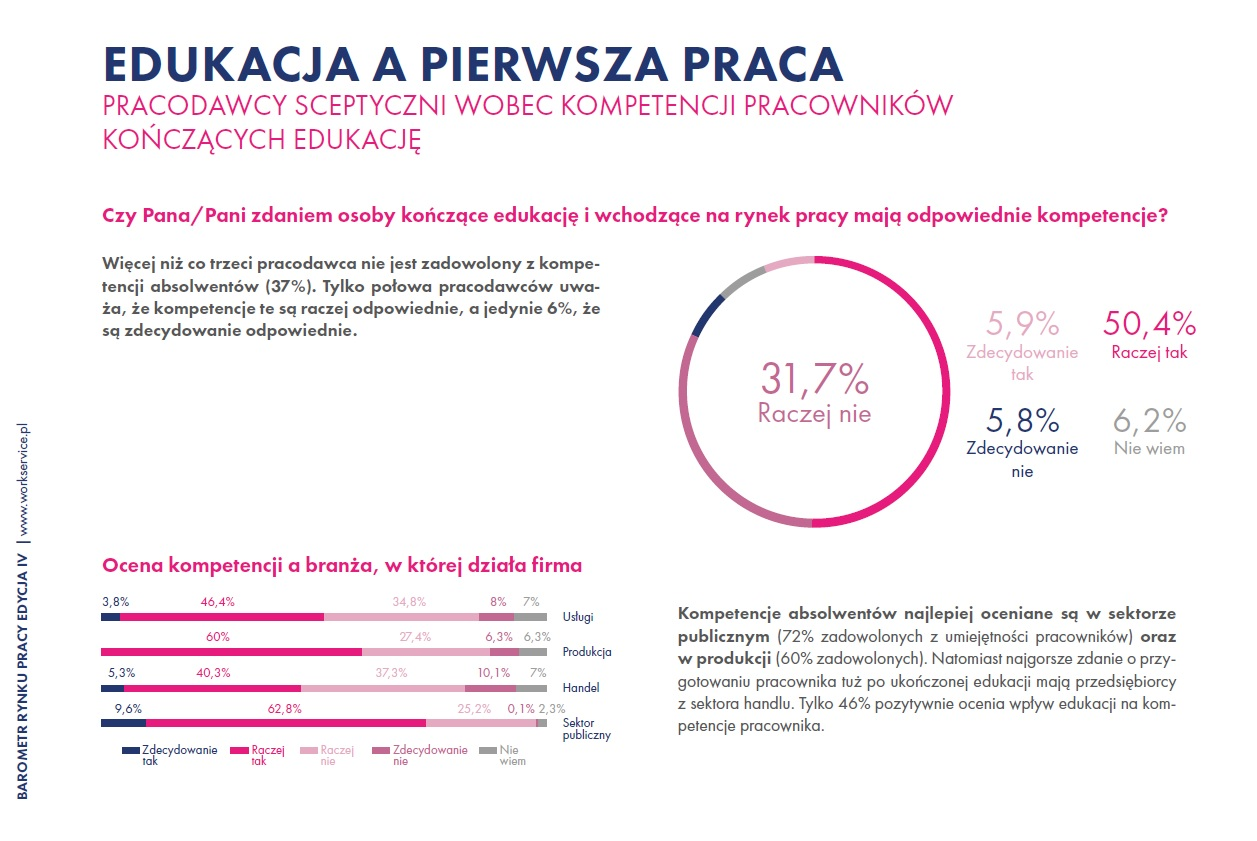 EDUKACJA A PIERWSZA PRACA
PRACODAWCY SCEPTYCZNI WOBEC KOMPETENCJI PRACOWNIKÓW
KOŃCZĄCYCH EDUKACJĘ
Czy Pana/Pani zdaniem osoby kończące edukację i wchodzące na rynek pracy mają odpowiednie kompetencje?
Więcej niż co trzeci pracodawca nie jest zadowolony z kompe-
tencji absolwentów (37%). Tylko połowa pracodawców uwa-
ża, że kompetencje te są raczej odpowiednie, a jedynie 6%, że
są zdecydowanie odpowiednie.
31,7%
Raczej nie
5,9%
Zdecydowanie
tak
50,4%
Raczej tak
5,8%
Zdecydowanie
nie
6,2%
Nie wiem
Ocena kompetencji a branża, w której działa firma
3,8% 46,4% 34,8% 8% 7%
Usługi
60% 27,4% 6,3% 6,3%
Produkcja
5,3% 40,3% 37,3% 10,1% 7%
Handel
9,6% 62,8% 25,2% 0,1% 2,3%
Sektor
publiczny
Zdecydowanie
tak
Raczej
tak
Raczej
nie
Zdecydowanie
nie
Nie
wiem
Kompetencje absolwentów najlepiej oceniane są w sektorze
publicznym (72% zadowolonych z umiejętności pracowników) oraz
w produkcji (60% zadowolonych). Natomiast najgorsze zdanie o przy-
gotowaniu pracownika tuż po ukończonej edukacji mają przedsiębiorcy
z sektora handlu. Tylko 46% pozytywnie ocenia wpływ edukacji na kom-
petencje pracownika.
BAROMETR RYNKU PRACY EDYCJA IV | www.workservice.pl